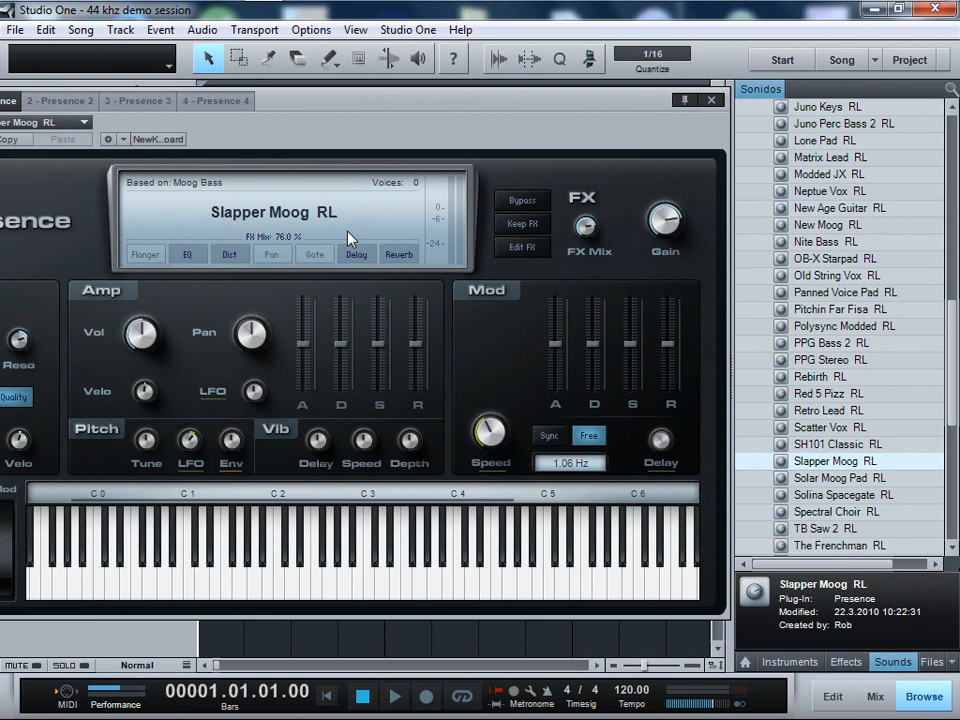 Studio One - 44 khz demo session
File Edit Song Track Event Audio Transport Options View Studio One Help
1/16
Quantize
Start Song Project
nce 2 - Presence 2 3 - Presence 3 4 - Presence 4
Sonidos
per Moog RL
opy Paste NewK...oard
Based on: Moog Bass Voices: 0
Slapper Moog RL
FX Mix: 76.0 %
Flanger EQ Dist Pan Gate Delay Reverb
0-
-6-
-24-
sence
Bypass
Keep FX
Edit FX
FX
FX Mix
Gain
Amp
Vol Pan
Velo LFO
A D S R
Mod
A D S R
Reso
Quality
Velo
Pitch Vib
Tune LFO Env Delay Speed Depth
Sync Free
Speed 1.06 Hz Delay
Mod
C 0 C 1 C 2 C 3 C 4 C 5 C 6
Juno Keys RL
Juno Perc Bass 2 RL
Lone Pad RL
Matrix Lead RL
Modded JX RL
Neptue Vox RL
New Age Guitar RL
New Moog RL
Nite Bass RL
OB-X Starpad RL
Old String Vox RL
Panned Voice Pad RL
Pitchin Far Fisa RL
Polysync Modded RL
PPG Bass 2 RL
PPG Stereo RL
Rebirth RL
Red 5 Pizz RL
Retro Lead RL
Scatter Vox RL
SH101 Classic RL
Slapper Moog RL
Solar Moog Pad RL
Solina Spacegate RL
Spectral Choir RL
TB Saw 2 RL
The Frenchman RL
Slapper Moog RL
Plug-In: Presence
Modified: 22.3.2010 10:22:31
Created by: Rob
Instruments Effects Sounds Files
MUTE SOLO Normal
MIDI Performance
00001.01.01.00
Bars
Metronome
4 / 4
Timesig
120.00
Tempo
Edit Mix Browse